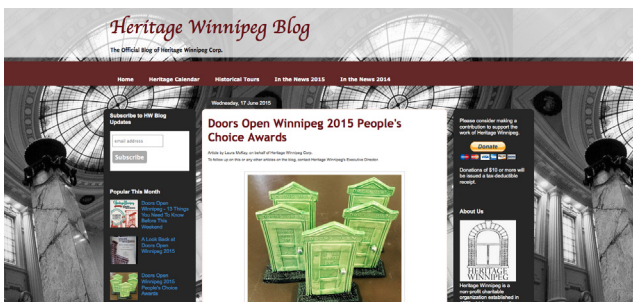 Heritage Winnipeg Blog
The Official Blog of Heritage Winnipeg Corp.
Home Heritage Calendar Historical Tours In the News 2015 In the News 2014
Wednesday, 17 June 2015
Subscribe to HW Blog
Updates
email address
Subscribe
Popular This Month
Doors Open
Winnipeg - 13 Things
You Need To Know
Before This
Weekend
A Look Back at
Doors Open
Winnipeg 2015
Doors Open
Winnipeg 2015
People's Choice
Awards
Doors Open Winnipeg 2015 People's
Choice Awards
Article by Laura McKay, on behalf of Heritage Winnipeg Corp.
To follow up on this or any other articles on the blog, contact Heritage Winnipeg's Executive Director
Please consider making a
contribution to support the
work of Heritage Winnipeg.
Donate
Donations of $10 or more will
be issued a tax-deductible
receipt.
About Us
HERITAGE
WINNIPEG
Heritage Winnipeg is a
non-profit charitable
organization established in